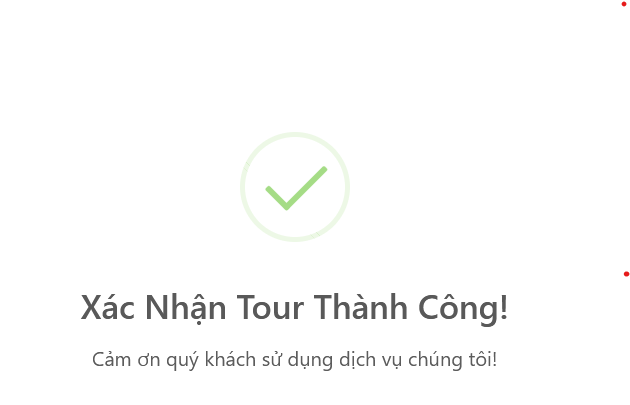 Xác Nhận Tour Thành Công!
Cảm ơn quý khách sử dụng dịch vụ chúng tôi!